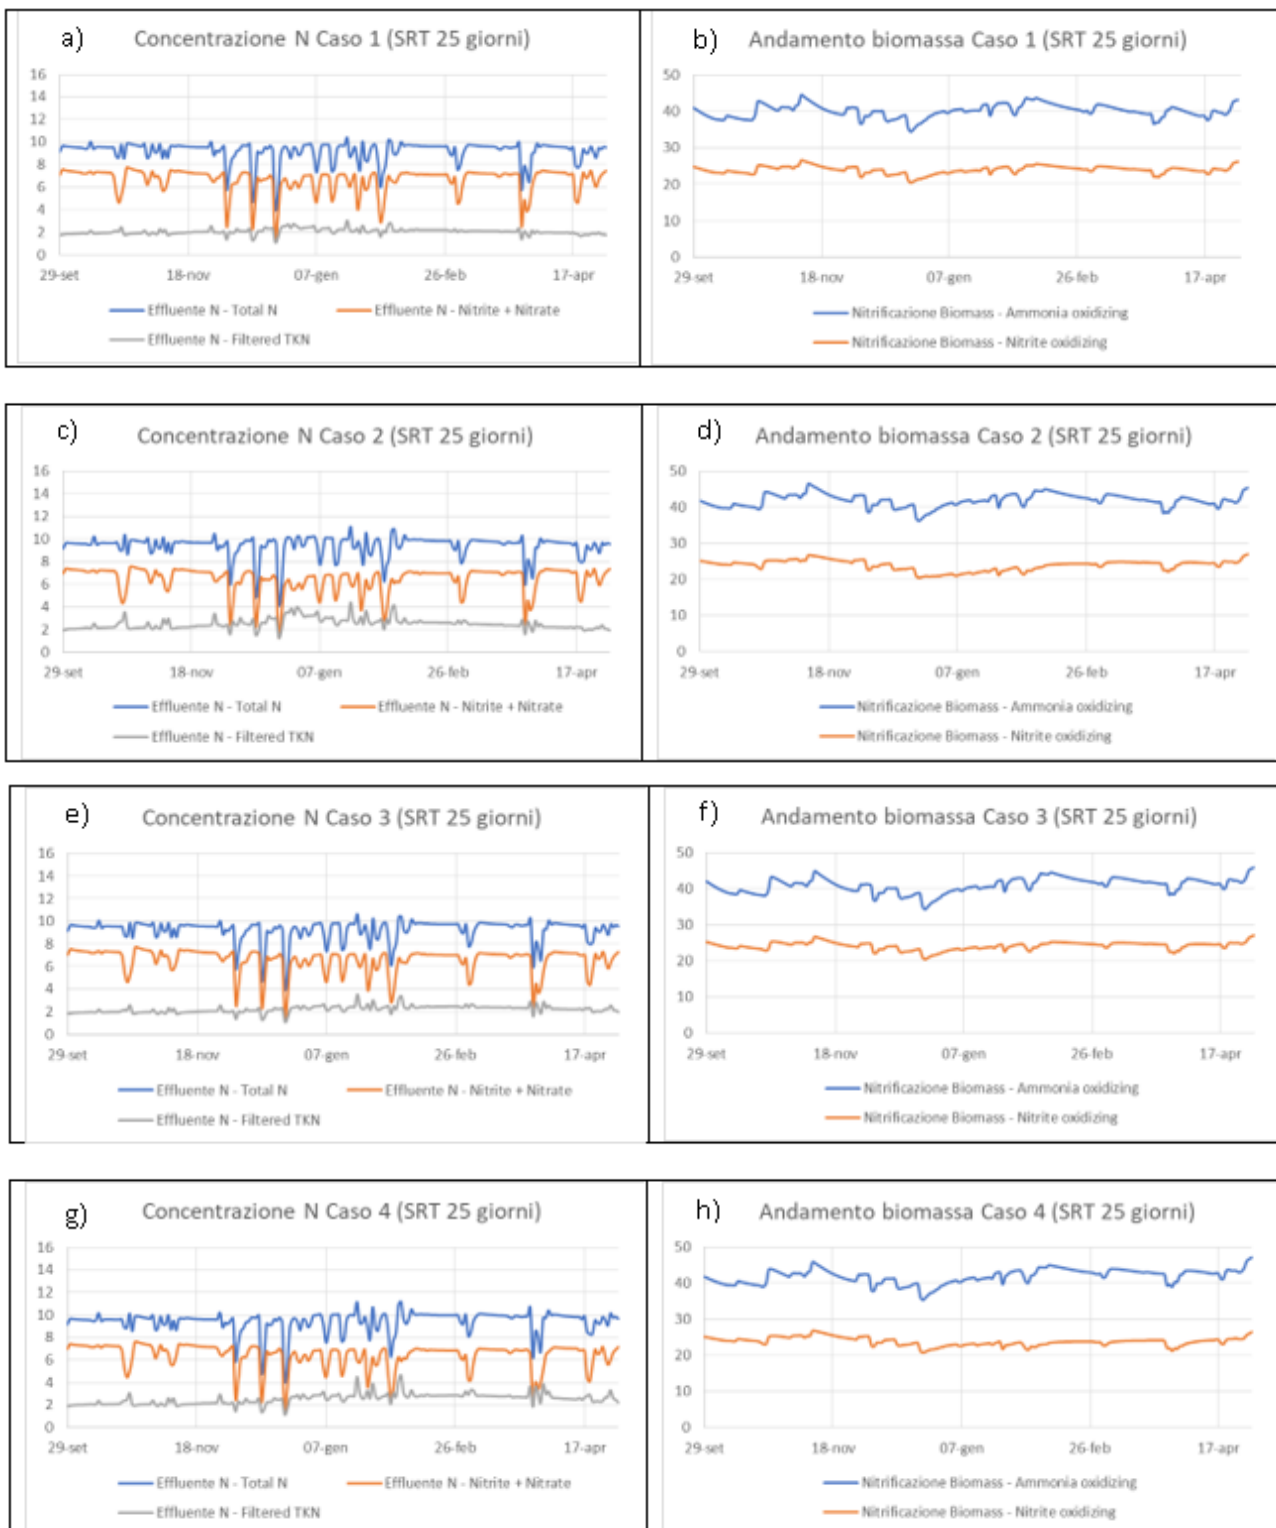 a) Concentrazione N Caso 1 (SRT 25 giorni)
16
14
12
10
8
6
4
2
0
29-set 18-nov 07-gen 26-feb 17-apr
Effluente N - Total N Effluente N - Nitrite + Nitrate
Effluente N - Filtered TKN
b) Andamento biomassa Caso 1 (SRT 25 giorni)
50
40
30
20
10
0
29-set 18-nov 07-gen 26-feb 17-apr
Nitrificazione Biomass - Ammonia oxidizing
Nitrificazione Biomass - Nitrite oxidizing
c) Concentrazione N Caso 2 (SRT 25 giorni)
16
14
12
10
8
6
4
2
0
29-set 18-nov 07-gen 26-feb 17-apr
Effluente N - Total N Effluente N - Nitrite + Nitrate
Effluente N - Filtered TKN
d) Andamento biomassa Caso 2 (SRT 25 giorni)
50
40
30
20
10
0
29-set 18-nov 07-gen 26-feb 17-apr
Nitrificazione Biomass - Ammonia oxidizing
Nitrificazione Biomass - Nitrite oxidizing
e) Concentrazione N Caso 3 (SRT 25 giorni)
16
14
12
10
8
6
4
2
0
29-set 18-nov 07-gen 26-feb 17-apr
Effluente N - Total N Effluente N - Nitrite + Nitrate
Effluente N - Filtered TKN
f) Andamento biomassa Caso 3 (SRT 25 giorni)
50
40
30
20
10
0
29-set 18-nov 07-gen 26-feb 17-apr
Nitrificazione Biomass - Ammonia oxidizing
Nitrificazione Biomass - Nitrite oxidizing
g) Concentrazione N Caso 4 (SRT 25 giorni)
16
14
12
10
8
6
4
2
0
29-set 18-nov 07-gen 26-feb 17-apr
Effluente N - Total N Effluente N - Nitrite + Nitrate
Effluente N - Filtered TKN
h) Andamento biomassa Caso 4 (SRT 25 giorni)
50
40
30
20
10
0
29-set 18-nov 07-gen 26-feb 17-apr
Nitrificazione Biomass - Ammonia oxidizing
Nitrificazione Biomass - Nitrite oxidizing